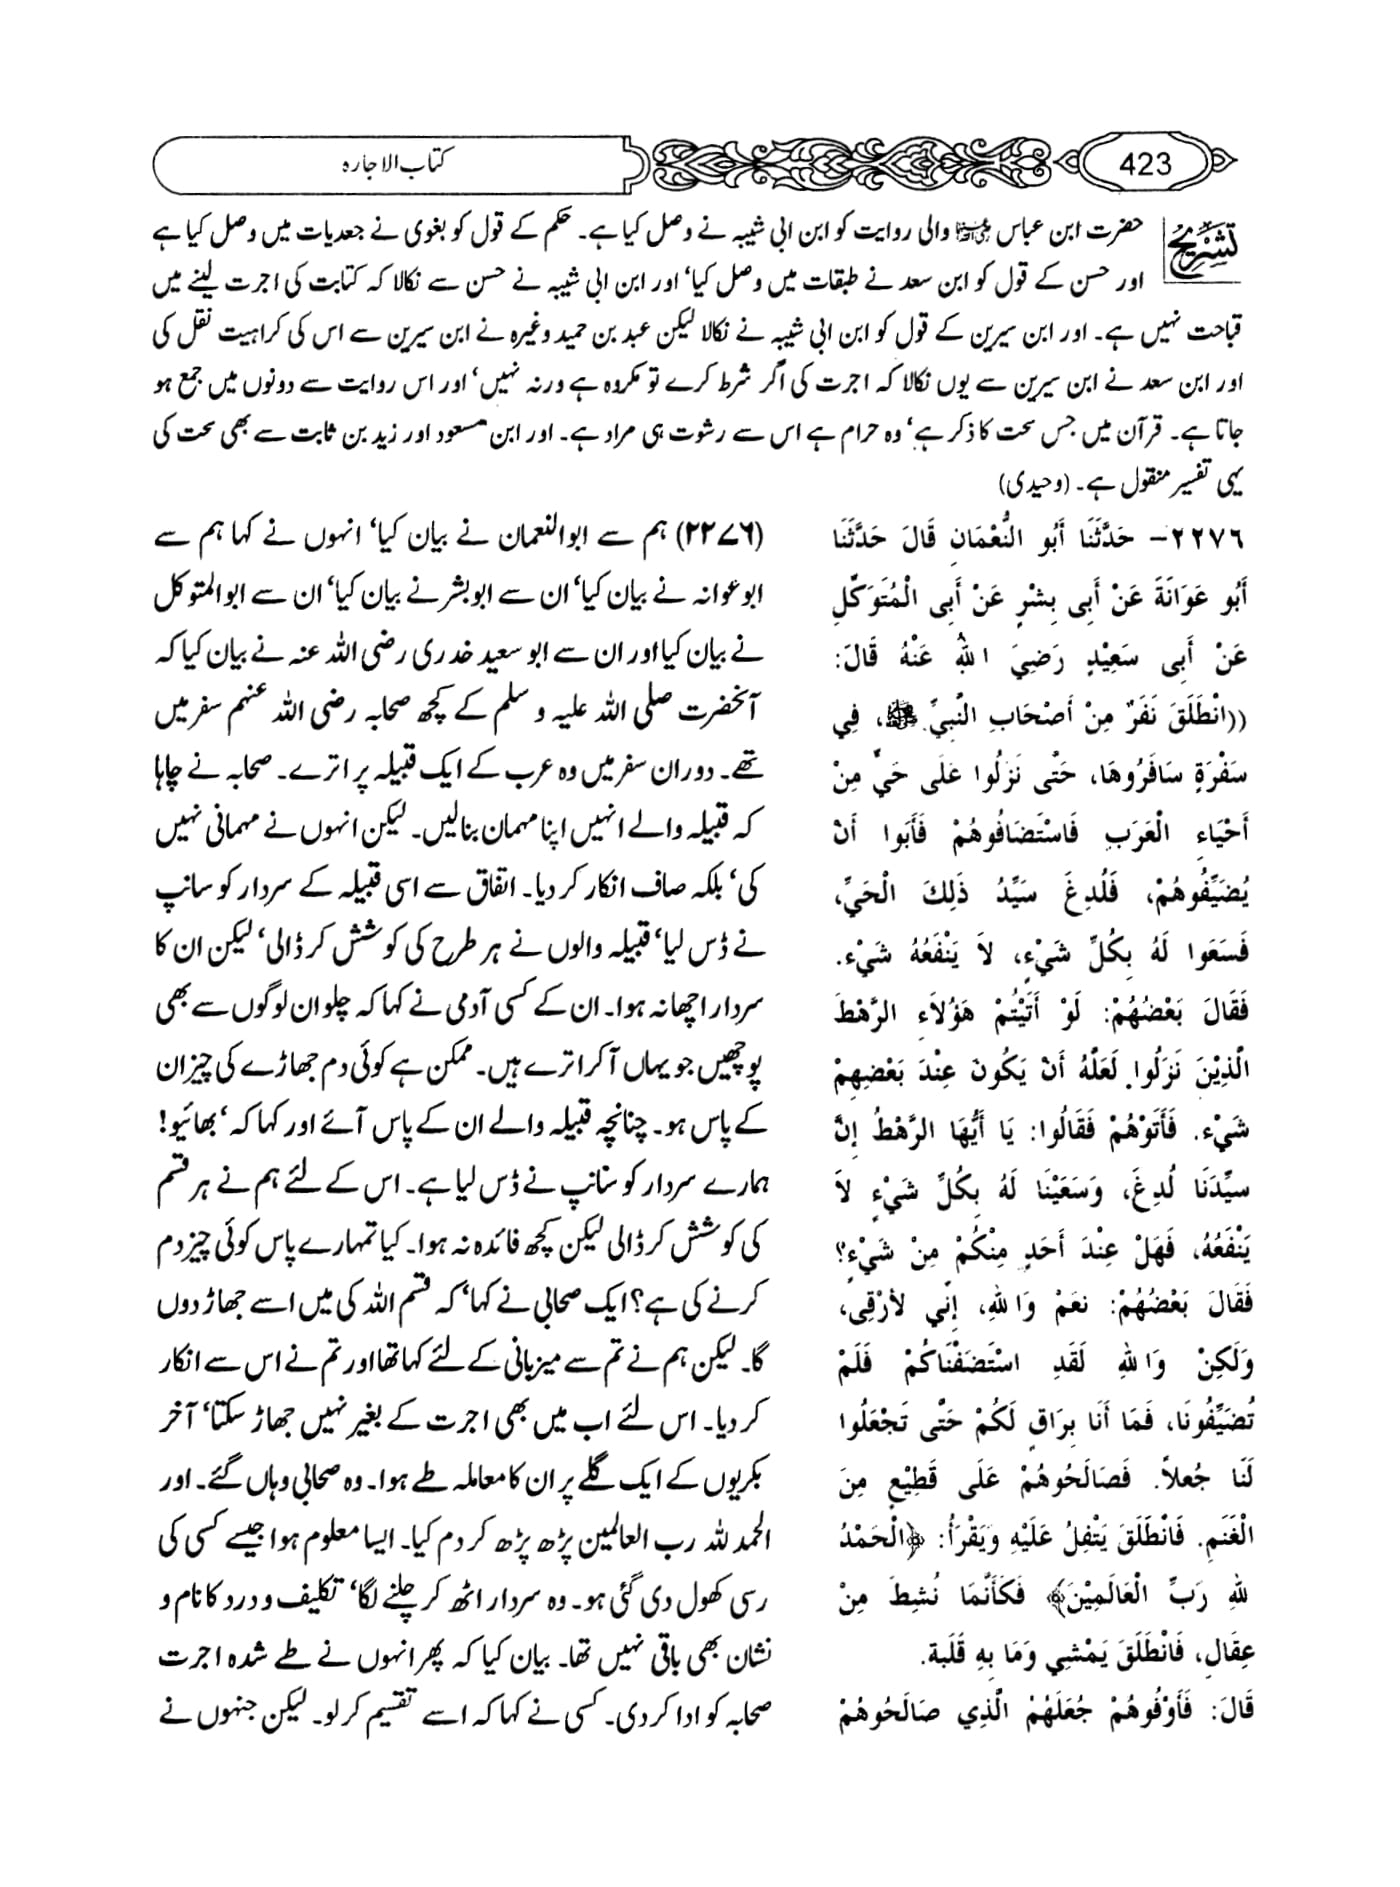 423
کتاب الاجارہ
تشریح
حضرت ابن عباس رضی اللہ عنہما والی روایت کو ابن ابی شیبہ نے وصل کیا ہے۔ حکم کے قول کو بغوی نے جعدیات میں وصل کیا ہے
اور حسن کے قول کو ابن سعد نے طبقات میں وصل کیا‘ اور ابن ابی شیبہ نے حسن سے نکالا کہ کتابت کی اجرت لینے میں
قباحت نہیں ہے۔ اور ابن سیرین کے قول کو ابن ابی شیبہ نے نکالا لیکن عبد بن حمید وغیرہ نے ابن سیرین سے اس کی کراہیت نقل کی
اور ابن سعد نے ابن سیرین سے یوں نکالا کہ اجرت کی اگر شرط کرے تو مکروہ ہے ورنہ نہیں‘ اور اس روایت سے دونوں میں جمع ہو
جاتا ہے۔ قرآن میں جس سحت کا ذکر ہے‘ وہ حرام ہے اس سے رشوت ہی مراد ہے۔ اور ابن مسعود اور زید بن ثابت سے بھی سحت کی
یہی تفسیر منقول ہے۔ (وحیدی)
٢٢٧٦- حَدَّثَنَا أَبُو النُّعْمَانِ قَالَ حَدَّثَنَا
أَبُو عَوَانَةَ عَنْ أَبِي بِشْرٍ عَنْ أَبِي الْمُتَوَكِّلِ
عَنْ أَبِي سَعِيْدٍ رَضِيَ اللهُ عَنْهُ قَالَ:
((انْطَلَقَ نَفَرٌ مِنْ أَصْحَابِ النَّبِيِّ ﷺ، فِي
سَفْرَةٍ سَافَرُوهَا، حَتَّى نَزَلُوا عَلَى حَيٍّ مِنْ
أَحْيَاءِ الْعَرَبِ فَاسْتَضَافُوهُمْ فَأَبَوا أَنْ
يُضَيِّفُوهُمْ، فَلُدِغَ سَيِّدُ ذَلِكَ الْحَيِّ،
فَسَعَوا لَهُ بِكُلِّ شَيْءٍ، لاَ يَنْفَعُهُ شَيْء.
فَقَالَ بَعْضُهُمْ: لَوْ أَتَيْتُمْ هَؤُلاَءِ الرَّهْطَ
الَّذِيْنَ نَزَلُوا لَعَلَّهُ أَنْ يَكُونَ عِنْدَ بَعْضِهِمْ
شَيْء. فَأَتَوْهُمْ فَقَالُوا: يَا أَيُّهَا الرَّهْطُ إِنَّ
سيِّدَنَا لُدِغَ، وَسَعَيْنَا لَهُ بِكُلِّ شَيْءٍ لاَ
يَنْفَعُهُ، فَهَلْ عِنْدَ أَحَدٍ مِنْكُمْ مِنْ شَيْءٍ؟
فَقَالَ بَعْضُهُمْ: نعَمْ وَاللهِ، إِنِّي لأَرْقِي،
وَلَكِنْ وَاللهِ لَقَدِ اسْتَضَفْنَاكُمْ فَلَمْ
تُضَيِّفُونَا، فَمَا أَنَا بِرَاقٍ لَكُمْ حَتَّى تَجْعَلُوا
لَنَا جُعلاً. فَصَالَحُوهُمْ عَلَى قَطِيْعٍ مِنَ
الْغَنَمِ. فَانْطَلَقَ يَتْفِلُ عَلَيْهِ وَيَقْرَأُ: ﴿الْحَمْدُ
للهِ رَبِّ الْعَالَمِيْنَ﴾ فَكَأَنَّمَا نُشِطَ مِنْ
عِقَالٍ، فَانْطَلَقَ يَمْشِي وَمَا بِهِ قَلَبة.
قَالَ: فَأَوْفُوهُمْ جُعَلَهُمْ الَّذِي صَالَحُوهُمْ
(۲۲۷۶) ہم سے ابوالنعمان نے بیان کیا‘ انہوں نے کہا ہم سے
ابوعوانہ نے بیان کیا‘ ان سے ابوبشر نے بیان کیا‘ ان سے ابوالمتوکل
نے بیان کیا اور ان سے ابو سعید خدری رضی اللہ عنہ نے بیان کیا کہ
آنحضرت صلی اللہ علیہ و سلم کے کچھ صحابہ رضی اللہ عنہم سفر میں
تھے۔ دوران سفر میں وہ عرب کے ایک قبیلہ پر اترے۔ صحابہ نے چاہا
کہ قبیلہ والے انہیں اپنا مہمان بنالیں۔ لیکن انہوں نے مہمانی نہیں
کی‘ بلکہ صاف انکار کر دیا۔ اتفاق سے اسی قبیلہ کے سردار کو سانپ
نے ڈس لیا‘ قبیلہ والوں نے ہر طرح کی کوشش کر ڈالی‘ لیکن ان کا
سردار اچھا نہ ہوا۔ ان کے کسی آدمی نے کہا کہ چلو ان لوگوں سے بھی
پوچھیں جو یہاں آ کر اترے ہیں۔ ممکن ہے کوئی دم جھاڑے کی چیز ان
کے پاس ہو۔ چنانچہ قبیلہ والے ان کے پاس آئے اور کہا کہ‘ بھائیو!
ہمارے سردار کو سانپ نے ڈس لیا ہے۔ اس کے لئے ہم نے ہر قسم
کی کوشش کر ڈالی لیکن کچھ فائدہ نہ ہوا۔ کیا تمہارے پاس کوئی چیز دم
کرنے کی ہے؟ ایک صحابی نے کہا‘ کہ قسم اللہ کی میں اسے جھاڑ دوں
گا۔ لیکن ہم نے تم سے میزبانی کے لئے کہا تھا اور تم نے اس سے انکار
کر دیا۔ اس لئے اب میں بھی اجرت کے بغیر نہیں جھاڑ سکتا‘ آخر
بکریوں کے ایک گلے پر ان کا معاملہ طے ہوا۔ وہ صحابی وہاں گئے۔ اور
الحمد للہ رب العالمین پڑھ پڑھ کر دم کیا۔ ایسا معلوم ہوا جیسے کسی کی
رسی کھول دی گئی ہو۔ وہ سردار اٹھ کر چلنے لگا‘ تکلیف و درد کا نام و
نشان بھی باقی نہیں تھا۔ بیان کیا کہ پھر انہوں نے طے شدہ اجرت
صحابہ کو ادا کر دی۔ کسی نے کہا کہ اسے تقسیم کر لو۔ لیکن جنہوں نے